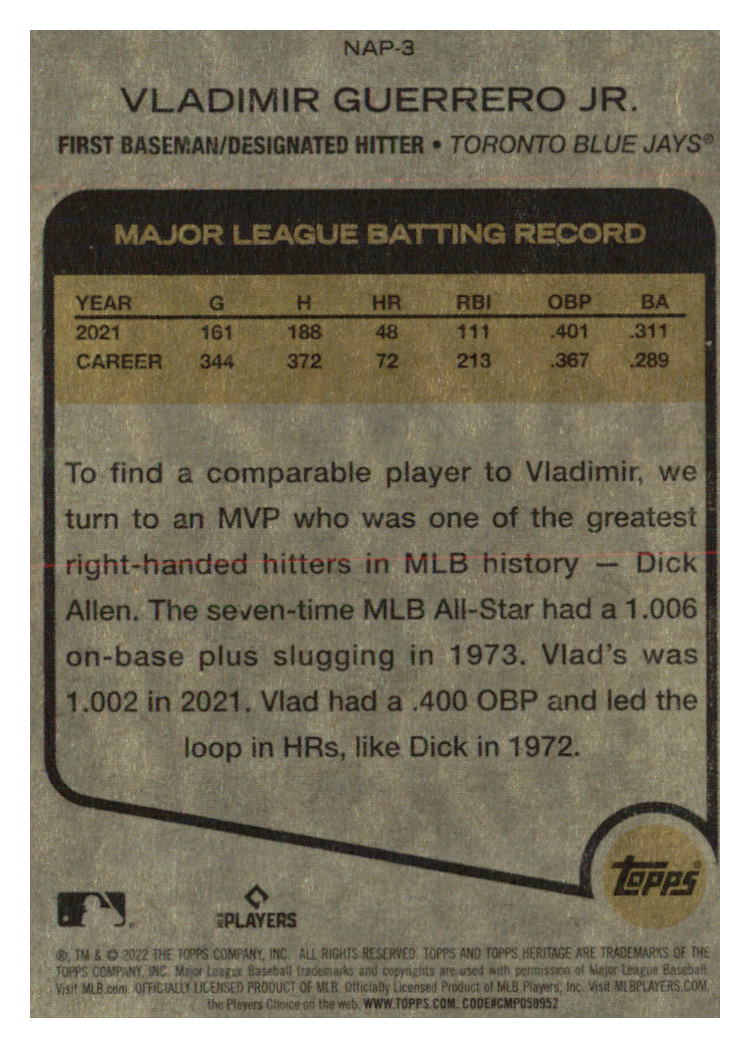 NAP-3
VLADIMIR GUERRERO JR.
FIRST BASEMAN/DESIGNATED HITTER • TORONTO BLUE JAYS®
MAJOR LEAGUE BATTING RECORD
YEAR G H HR RBI OBP BA
2021 161 188 48 111 .401 .311
CAREER 344 372 72 213 .367 .289
To find a comparable player to Vladimir, we
turn to an MVP who was one of the greatest
right-handed hitters in MLB history — Dick
Allen. The seven-time MLB All-Star had a 1.006
on-base plus slugging in 1973. Vlad's was
1.002 in 2021. Vlad had a .400 OBP and led the
loop in HRs, like Dick in 1972.
topps®
MLB PLAYERS
®, TM & © 2022 THE TOPPS COMPANY, INC. ALL RIGHTS RESERVED. TOPPS AND TOPPS HERITAGE ARE TRADEMARKS OF THE
TOPPS COMPANY, INC. Major League Baseball trademarks and copyrights are used with permission of Major League Baseball.
Visit MLB.com. OFFICIALLY LICENSED PRODUCT OF MLB. Officially Licensed Product of MLB Players, Inc. Visit MLBPLAYERS.COM,
the Players Choice on the web. WWW.TOPPS.COM. CODE#CMP050952